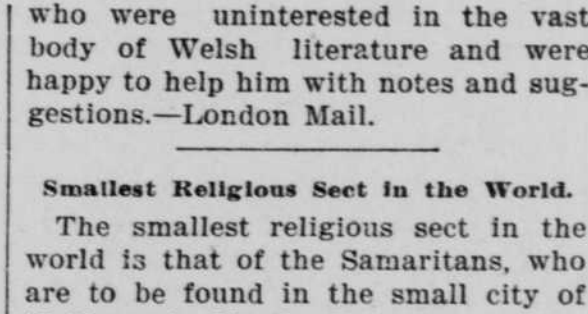 who were uninterested in the vast
body of Welsh literature and were
happy to help him with notes and sug-
gestions.—London Mail.
Smallest Religious Sect in the World.
The smallest religious sect in the
world is that of the Samaritans, who
are to be found in the small city of